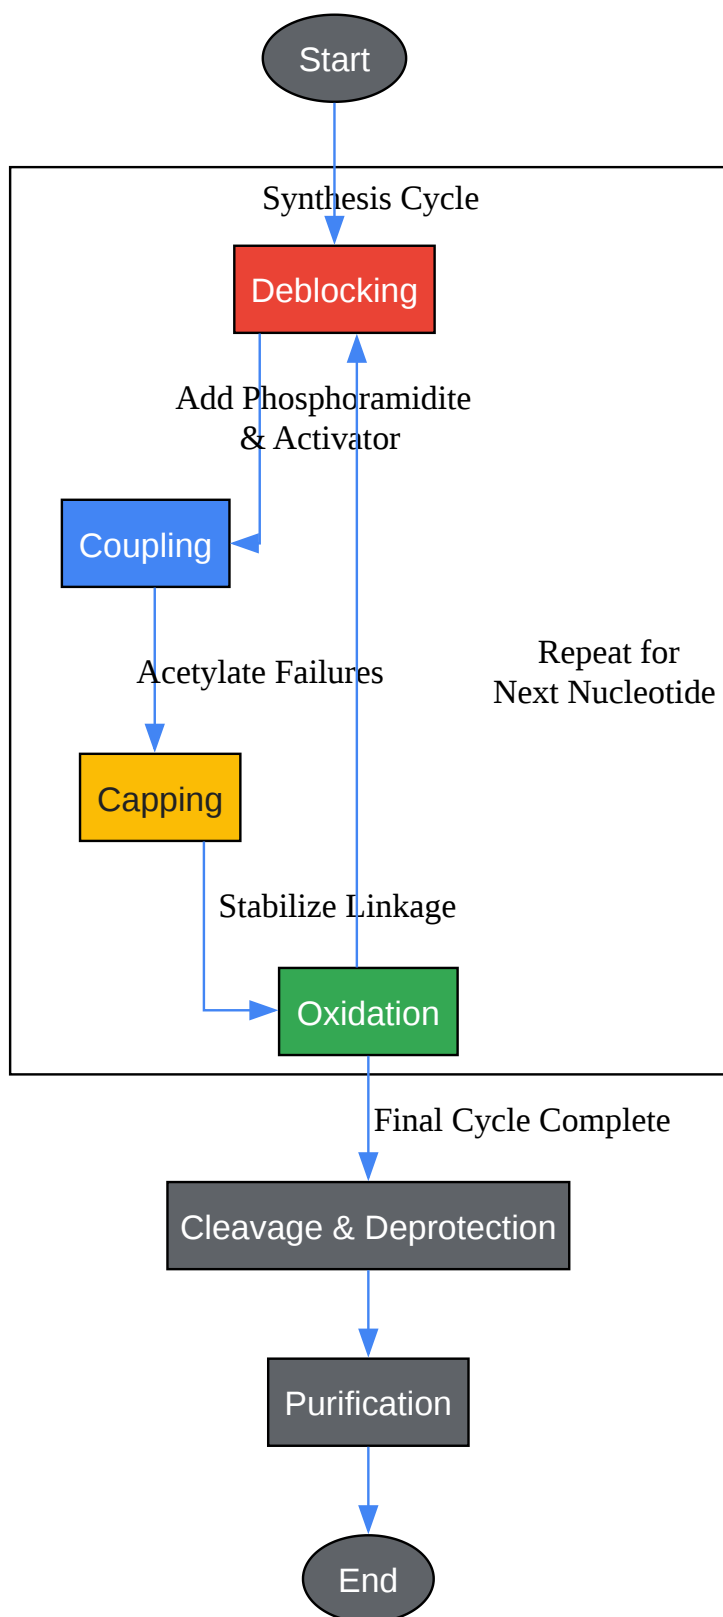 Start
Synthesis Cycle
Deblocking
Add Phosphoramidite
& Activator
Coupling
Acetylate Failures
Repeat for
Next Nucleotide
Capping
Stabilize Linkage
Oxidation
Final Cycle Complete
Cleavage & Deprotection
Purification
End